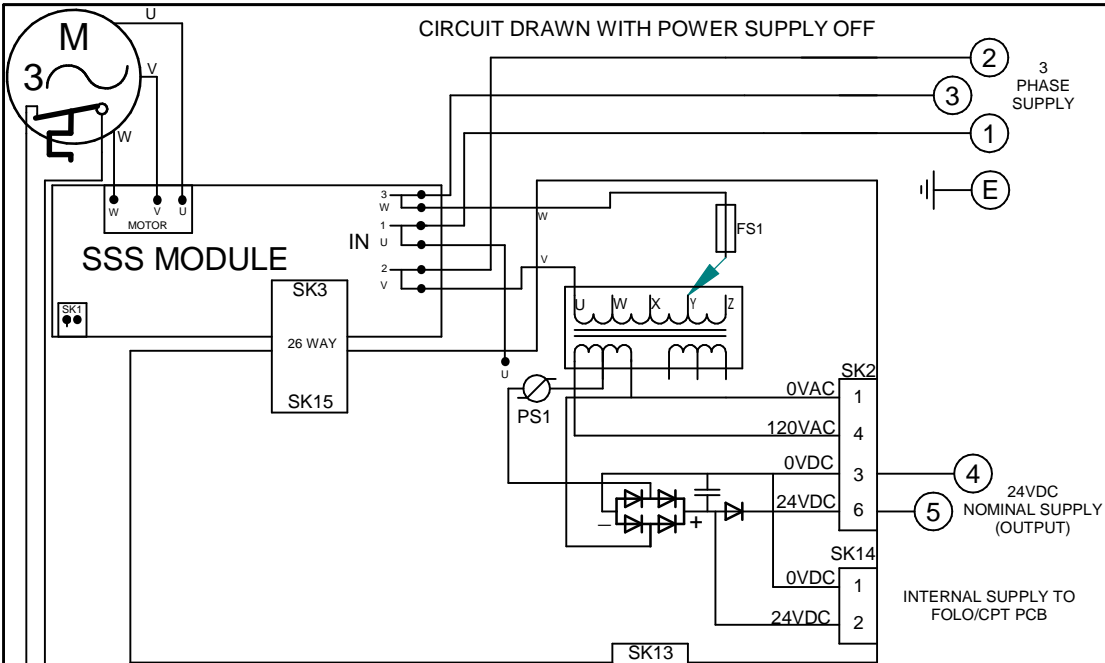 U
M
3
V
W
CIRCUIT DRAWN WITH POWER SUPPLY OFF
2
3
1
3
PHASE
SUPPLY
E
W V U
MOTOR
SSS MODULE
IN
3
W
1
U
2
V
W
V
U
FS1
SK1
SK3
26 WAY
SK15
U W X Y Z
PS1
SK2
0VAC 1
120VAC 4
0VDC 3
24VDC 6
4
5
24VDC
NOMINAL SUPPLY
(OUTPUT)
– +
SK14
0VDC 1
24VDC 2
INTERNAL SUPPLY TO
FOLO/CPT PCB
SK13